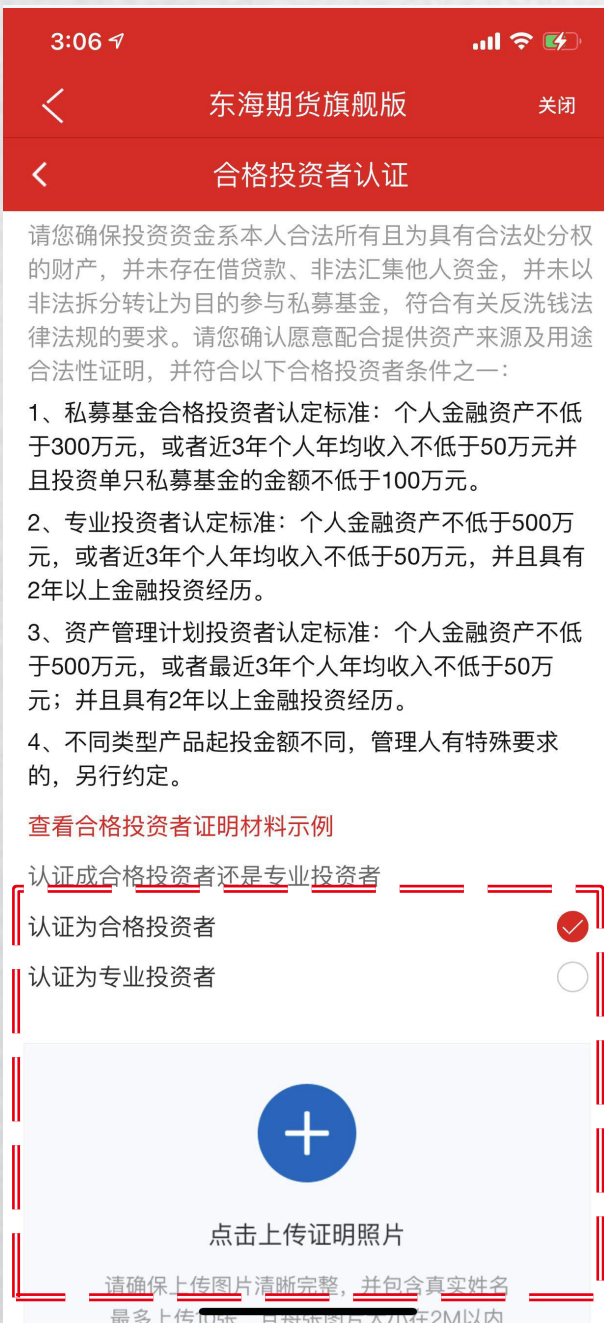 3:06
东海期货旗舰版
关闭
合格投资者认证
请您确保投资资金系本人合法所有且为具有合法处分权
的财产，并未存在借贷款、非法汇集他人资金，并未以
非法拆分转让为目的参与私募基金，符合有关反洗钱法
律法规的要求。请您确认愿意配合提供资产来源及用途
合法性证明，并符合以下合格投资者条件之一：
1、私募基金合格投资者认定标准：个人金融资产不低
于300万元，或者近3年个人年均收入不低于50万元并
且投资单只私募基金的金额不低于100万元。
2、专业投资者认定标准：个人金融资产不低于500万
元，或者近3年个人年均收入不低于50万元，并且具有
2年以上金融投资经历。
3、资产管理计划投资者认定标准：个人金融资产不低
于500万元，或者最近3年个人年均收入不低于50万
元；并且具有2年以上金融投资经历。
4、不同类型产品起投金额不同，管理人有特殊要求
的，另行约定。
查看合格投资者证明材料示例
认证成合格投资者还是专业投资者
认证为合格投资者
认证为专业投资者
点击上传证明照片
请确保上传图片清晰完整，并包含真实姓名
最多上传10张，且每张图片大小在2M以内